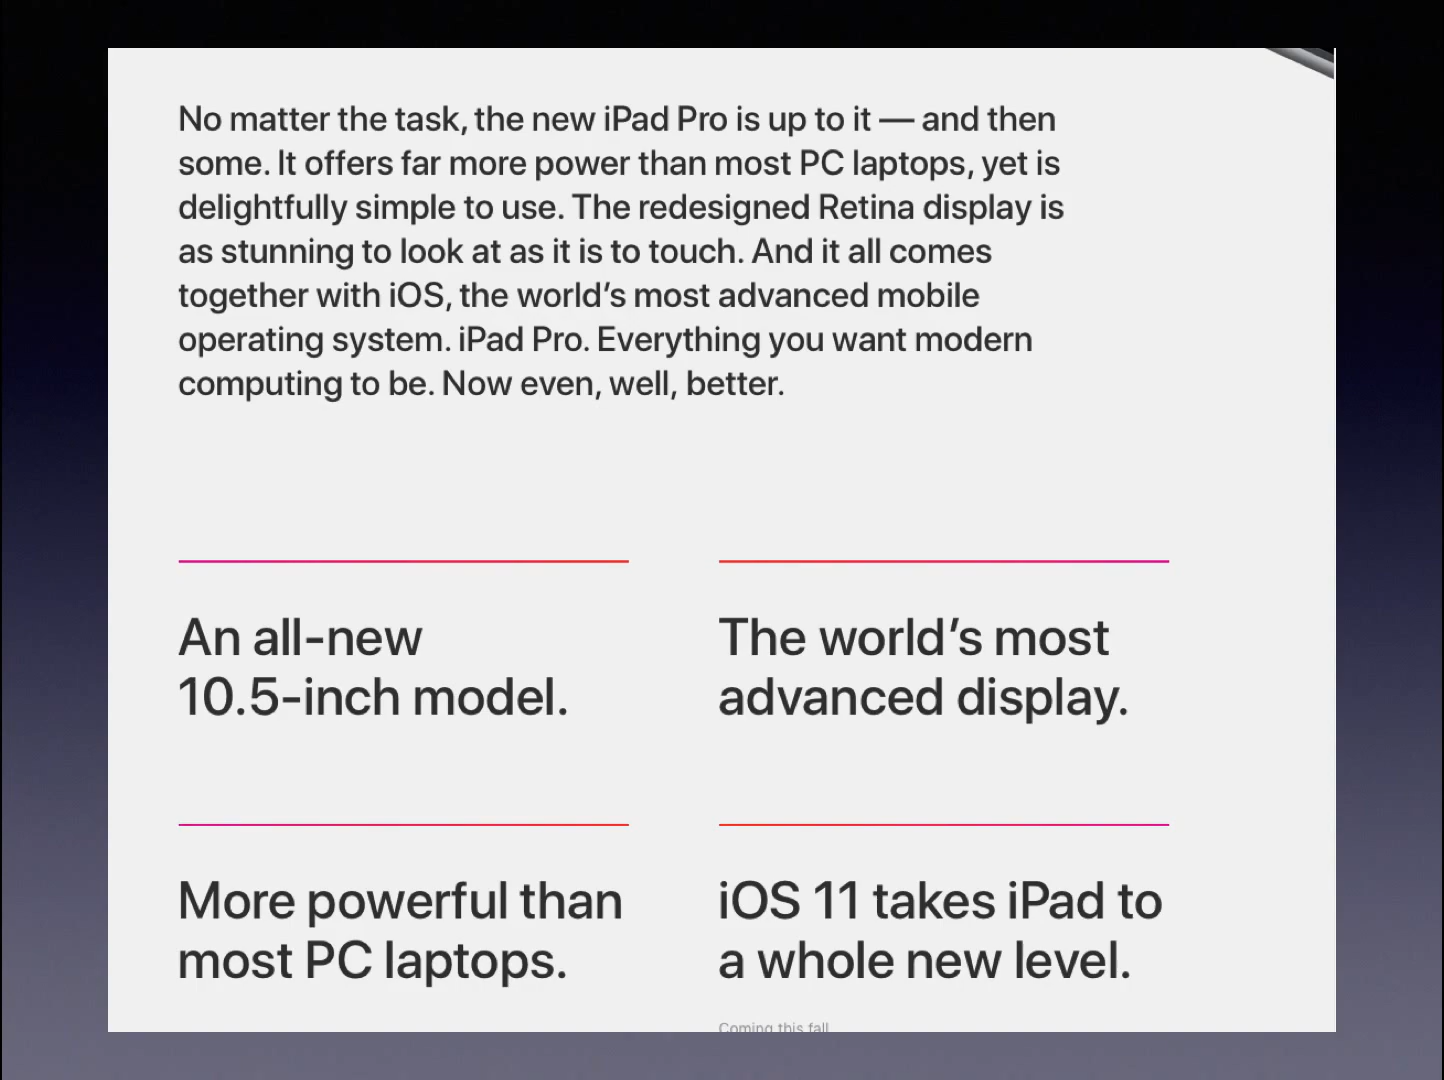 No matter the task, the new iPad Pro is up to it — and then
some. It offers far more power than most PC laptops, yet is
delightfully simple to use. The redesigned Retina display is
as stunning to look at as it is to touch. And it all comes
together with iOS, the world’s most advanced mobile
operating system. iPad Pro. Everything you want modern
computing to be. Now even, well, better.
An all-new
10.5-inch model.
The world’s most
advanced display.
More powerful than
most PC laptops.
iOS 11 takes iPad to
a whole new level.
Coming this fall